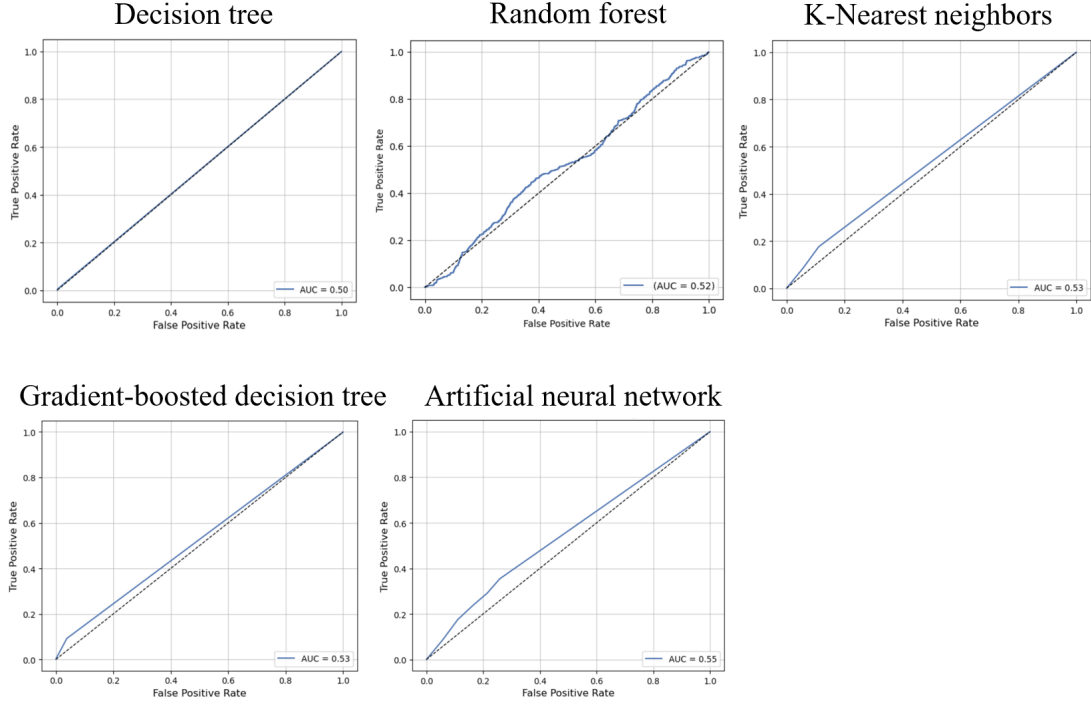 Decision tree
1.0
0.8
0.6
0.4
0.2
0.0
True Positive Rate
0.0 0.2 0.4 0.6 0.8 1.0
False Positive Rate
AUC = 0.50
Random forest
1.0
0.8
0.6
0.4
0.2
0.0
True Positive Rate
0.0 0.2 0.4 0.6 0.8 1.0
False Positive Rate
(AUC = 0.52)
K-Nearest neighbors
1.0
0.8
0.6
0.4
0.2
0.0
True Positive Rate
0.0 0.2 0.4 0.6 0.8 1.0
False Positive Rate
AUC = 0.53
Gradient-boosted decision tree
1.0
0.8
0.6
0.4
0.2
0.0
True Positive Rate
0.0 0.2 0.4 0.6 0.8 1.0
False Positive Rate
AUC = 0.53
Artificial neural network
1.0
0.8
0.6
0.4
0.2
0.0
True Positive Rate
0.0 0.2 0.4 0.6 0.8 1.0
False Positive Rate
AUC = 0.55